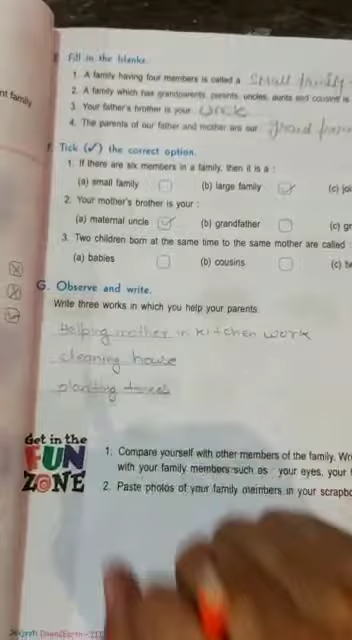 Fill in the blanks.
1. A family having four members is called a small family
2. A family which has grandparents, parents, uncles, aunts and cousins is
nt family
3. Your father's brother is your uncle
4. The parents of our father and mother are our grand
F. Tick (✓) the correct option.
1. If there are six members in a family, then it is a :
(a) small family (b) large family ✓ (c) joi
2. Your mother's brother is your :
(a) maternal uncle ✓ (b) grandfather (c) gr
3. Two children born at the same time to the same mother are called :
(a) babies (b) cousins (c)
G. Observe and write.
Write three works in which you help your parents.
Helping mother in kitchen work
cleaning house
planting trees
Get in the
FUN
ZONE
1. Compare yourself with other members of the family. Wr
with your family members such as your eyes, your
2. Paste photos of your family members in your scrapbo